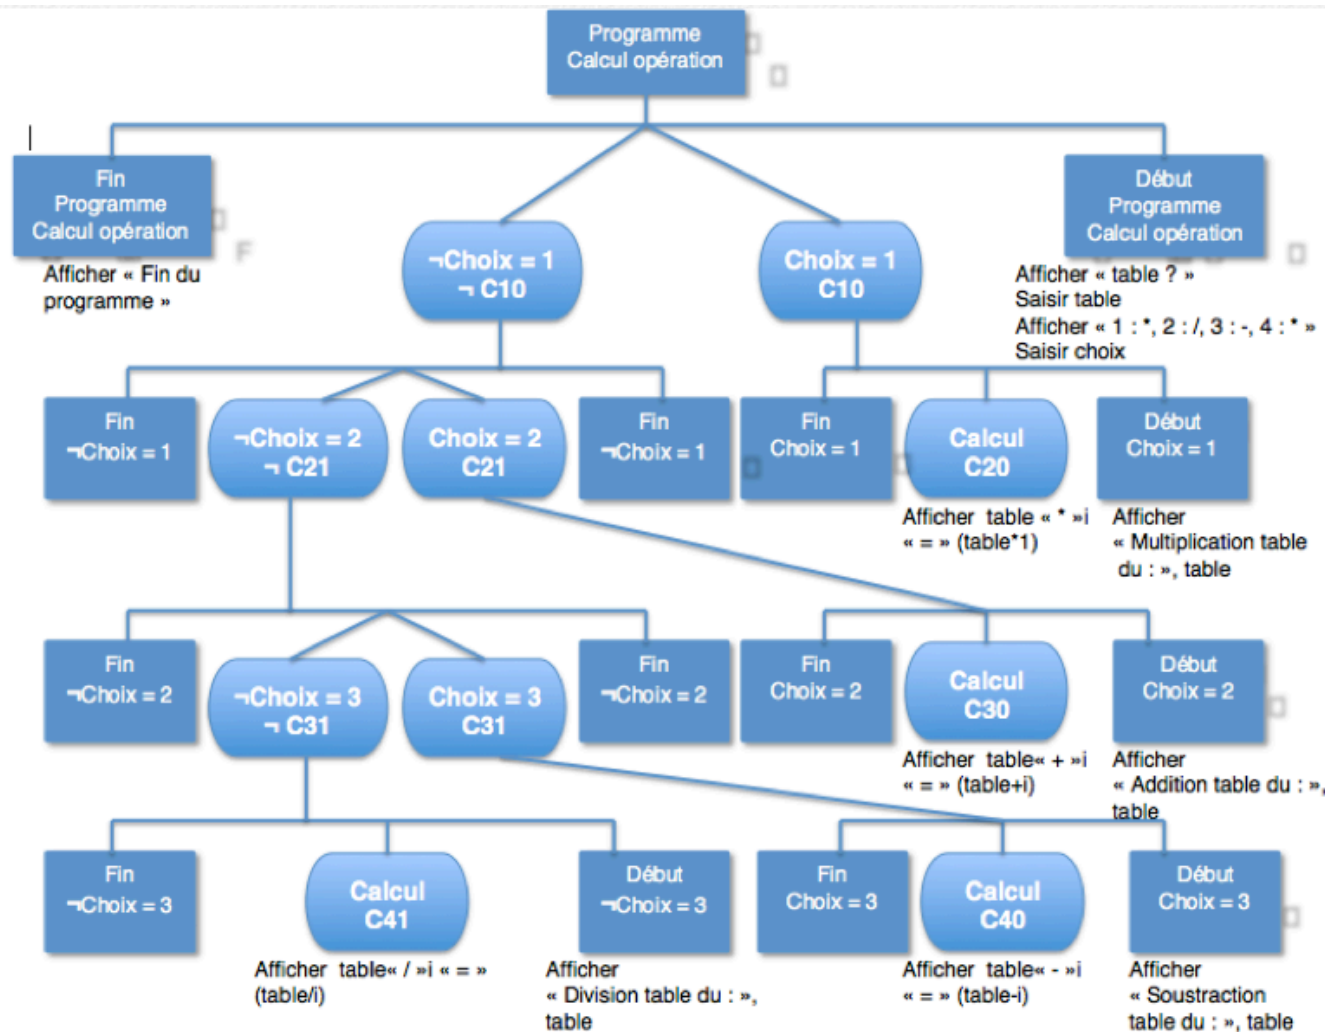 Programme
Calcul opération
Fin
Programme
Calcul opération
Afficher « Fin du
programme »
¬Choix = 1
¬ C10
Choix = 1
C10
Début
Programme
Calcul opération
Afficher « table ? »
Saisir table
Afficher « 1 : *, 2 : /, 3 : -, 4 : * »
Saisir choix
Fin
¬Choix = 1
¬Choix = 2
¬ C21
Choix = 2
C21
Fin
¬Choix = 1
Fin
Choix = 1
Calcul
C20
Afficher table « * »i
« = » (table*1)
Début
Choix = 1
Afficher
« Multiplication table
du : », table
Fin
¬Choix = 2
¬Choix = 3
¬ C31
Choix = 3
C31
Fin
¬Choix = 2
Fin
Choix = 2
Calcul
C30
Afficher table« + »i
« = » (table+i)
Début
Choix = 2
Afficher
« Addition table du : »,
table
Fin
¬Choix = 3
Calcul
C41
Afficher table« / »i « = »
(table/i)
Début
¬Choix = 3
Afficher
« Division table du : »,
table
Fin
Choix = 3
Calcul
C40
Afficher table« - »i
« = » (table-i)
Début
Choix = 3
Afficher
« Soustraction
table du : », table